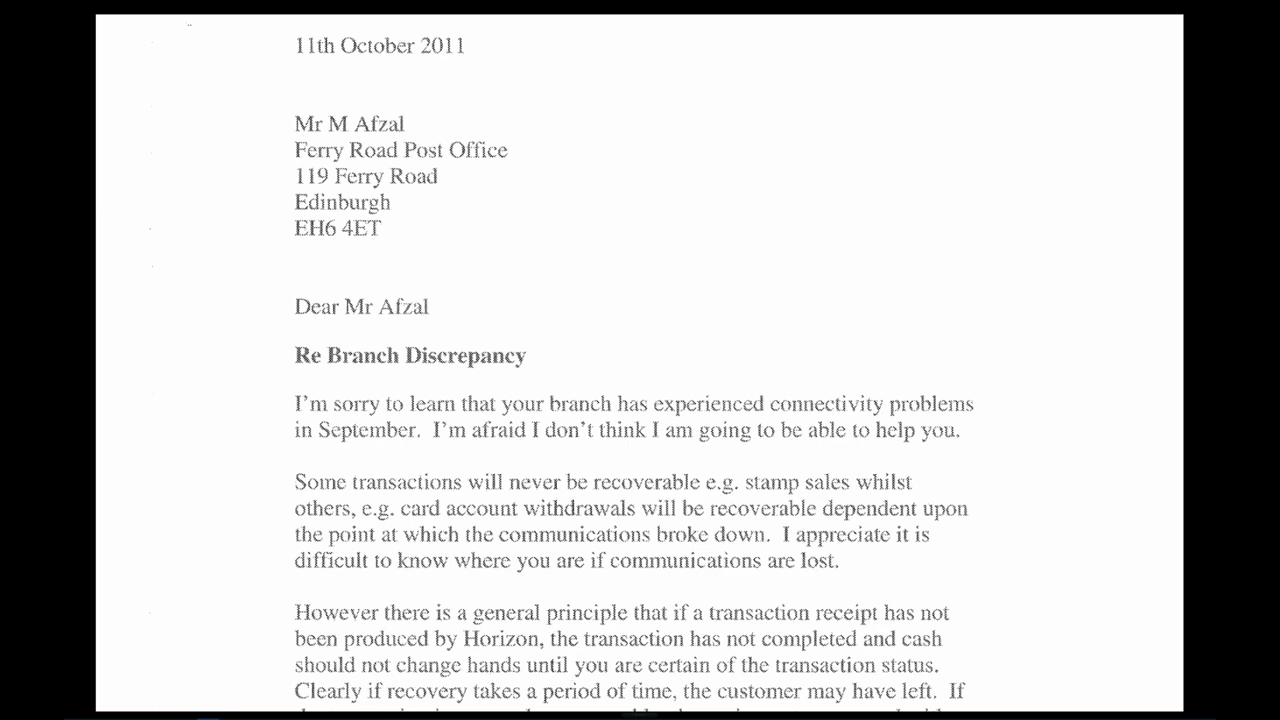 11th October 2011
Mr M Afzal
Ferry Road Post Office
119 Ferry Road
Edinburgh
EH6 4ET
Dear Mr Afzal
Re Branch Discrepancy
I'm sorry to learn that your branch has experienced connectivity problems
in September. I'm afraid I don't think I am going to be able to help you.
Some transactions will never be recoverable e.g. stamp sales whilst
others, e.g. card account withdrawals will be recoverable dependent upon
the point at which the communications broke down. I appreciate it is
difficult to know where you are if communications are lost.
However there is a general principle that if a transaction receipt has not
been produced by Horizon, the transaction has not completed and cash
should not change hands until you are certain of the transaction status.
Clearly if recovery takes a period of time, the customer may have left. If